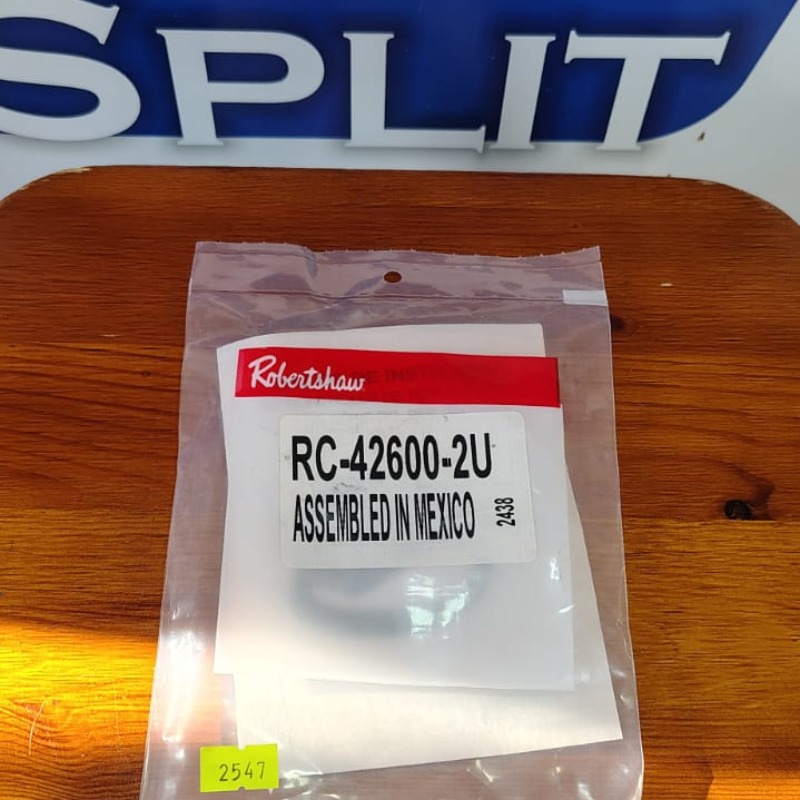 SPLIT
Robertshaw
RC-42600-2U
ASSEMBLED IN MEXICO
2438
2547